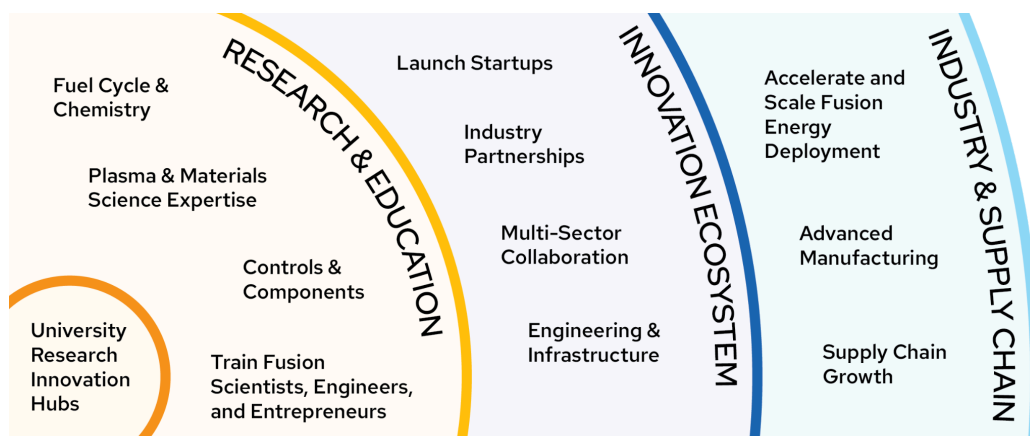 University
Research
Innovation
Hubs
RESEARCH & EDUCATION
Fuel Cycle &
Chemistry
Plasma & Materials
Science Expertise
Controls &
Components
Train Fusion
Scientists, Engineers,
and Entrepreneurs
INNOVATION ECOSYSTEM
Launch Startups
Industry
Partnerships
Multi-Sector
Collaboration
Engineering &
Infrastructure
INDUSTRY & SUPPLY CHAIN
Accelerate and
Scale Fusion
Energy
Deployment
Advanced
Manufacturing
Supply Chain
Growth